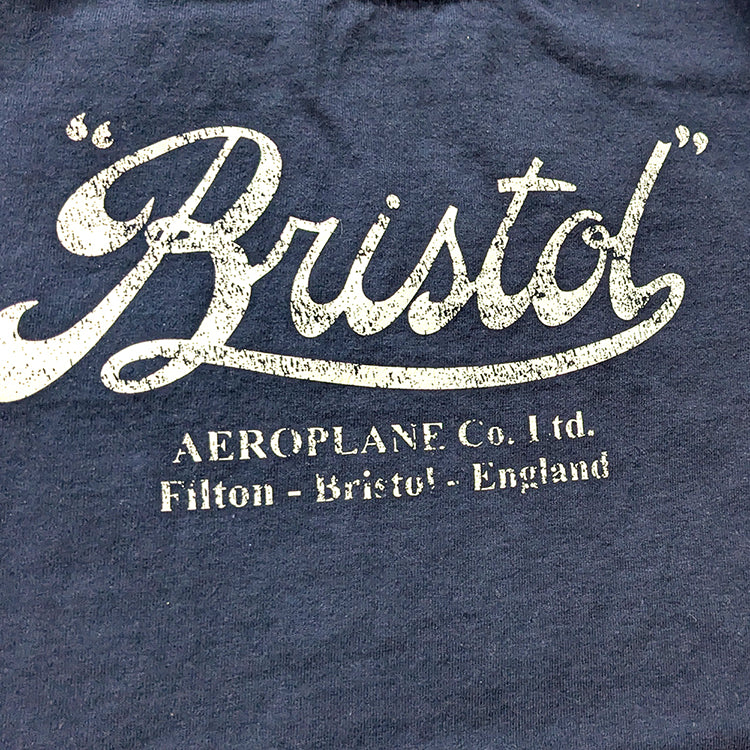 “Bristol”
AEROPLANE Co. Ltd.
Filton - Bristol - England